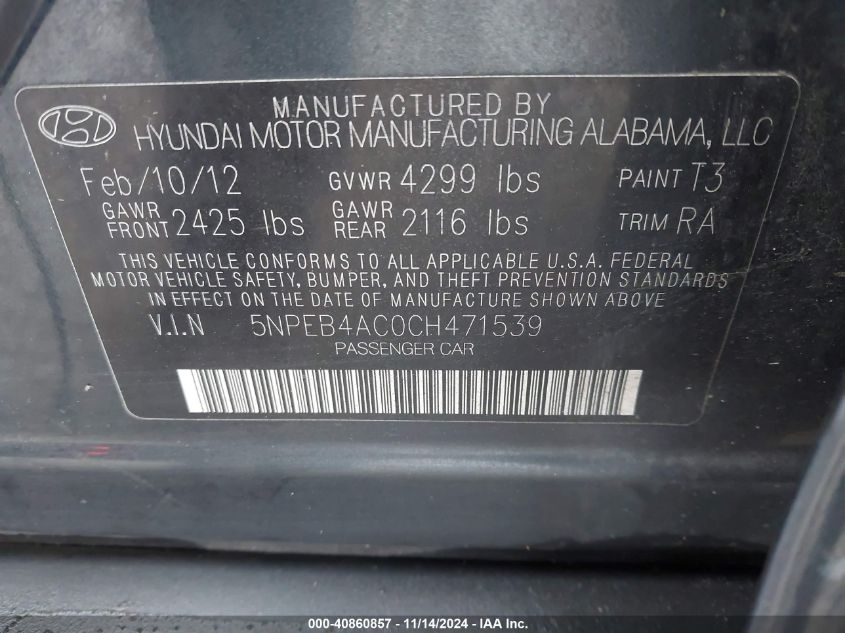 MANUFACTURED BY
HYUNDAI MOTOR MANUFACTURING ALABAMA, LLC
Feb/10/12 GVWR 4299 lbs PAINT T3
GAWR FRONT 2425 lbs GAWR REAR 2116 lbs TRIM RA
THIS VEHICLE CONFORMS TO ALL APPLICABLE U.S.A. FEDERAL
MOTOR VEHICLE SAFETY, BUMPER, AND THEFT PREVENTION STANDARDS
IN EFFECT ON THE DATE OF MANUFACTURE SHOWN ABOVE
V.I.N 5NPEB4AC0CH471539
PASSENGER CAR
000-40860857 - 11/14/2024 - IAA Inc.